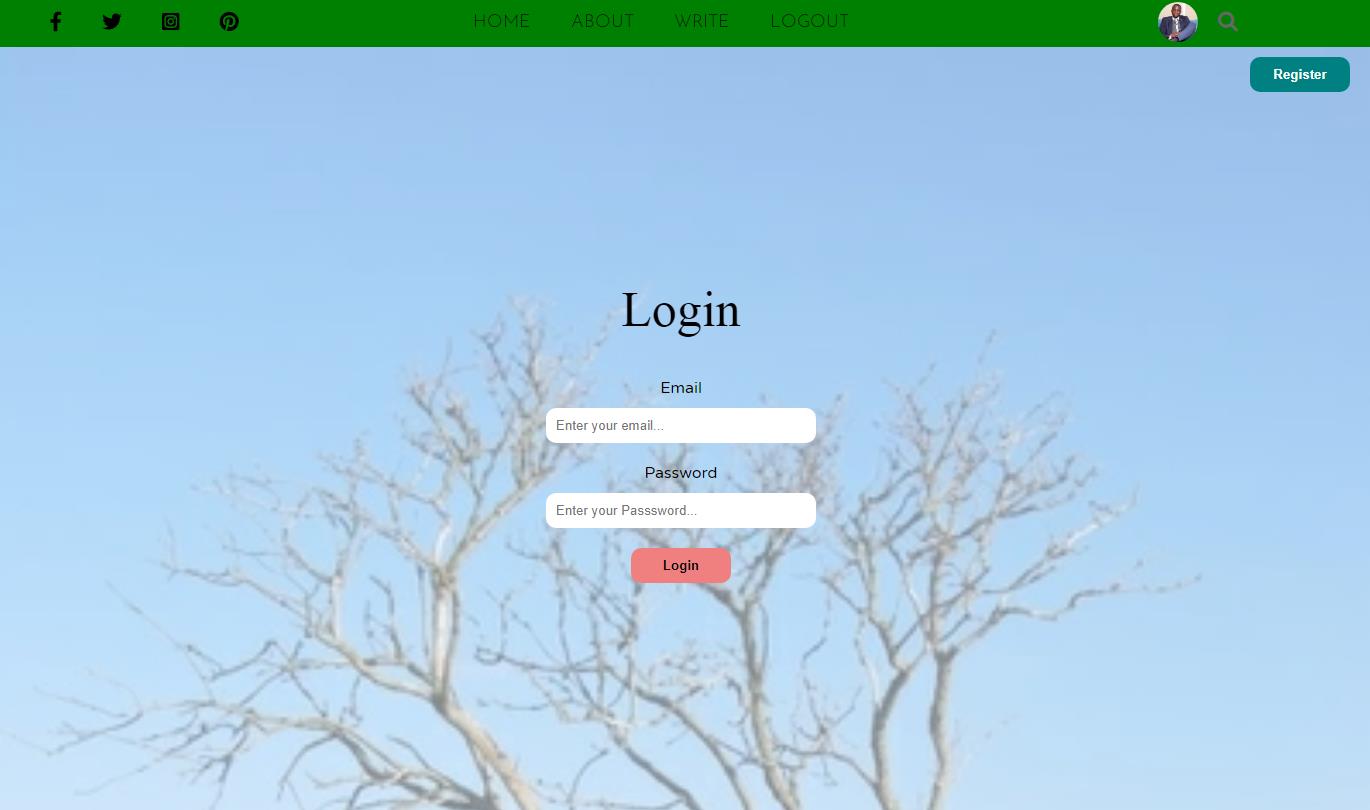 HOME ABOUT WRITE LOGOUT
Register
Login
Email
Enter your email...
Password
Enter your Passsword...
Login